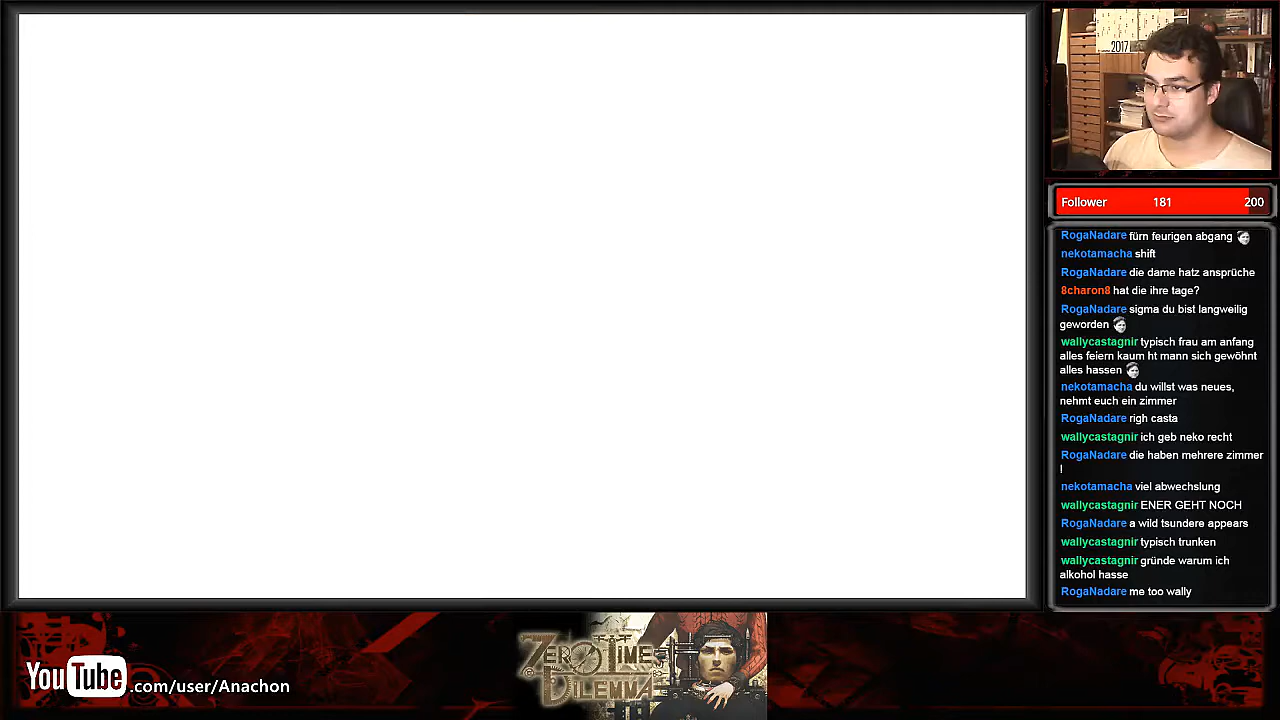 2017
Follower 181 200
RogaNadare fürn feurigen abgang
nekotamacha shift
RogaNadare die dame hatz ansprüche
8charon8 hat die ihre tage?
RogaNadare sigma du bist langweilig
geworden
wallycastagnir typisch frau am anfang
alles feiern kaum ht mann sich gewöhnt
alles hassen
nekotamacha du willst was neues,
nehmt euch ein zimmer
RogaNadare righ casta
wallycastagnir ich geb neko recht
RogaNadare die haben mehrere zimmer
!
nekotamacha viel abwechslung
wallycastagnir ENER GEHT NOCH
RogaNadare a wild tsundere appears
wallycastagnir typisch trunken
wallycastagnir gründe warum ich
alkohol hasse
RogaNadare me too wally
ZERO TIME
DILEMMA
YouTube.com/user/Anachon